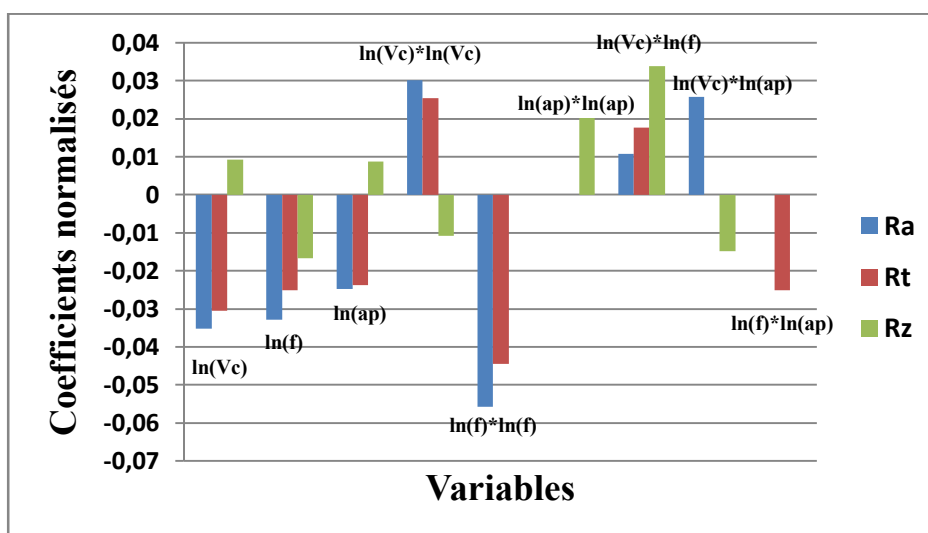 Coefficients normalisés
0,04
0,03
0,02
0,01
0
-0,01
-0,02
-0,03
-0,04
-0,05
-0,06
-0,07
ln(Vc)
ln(f)
ln(ap)
ln(Vc)*ln(Vc)
ln(f)*ln(f)
ln(ap)*ln(ap)
ln(Vc)*ln(f)
ln(Vc)*ln(ap)
ln(f)*ln(ap)
Variables
Ra
Rt
Rz